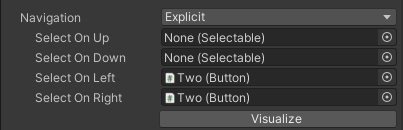 Navigation Explicit
Select On Up None (Selectable)
Select On Down None (Selectable)
Select On Left Two (Button)
Select On Right Two (Button)
Visualize